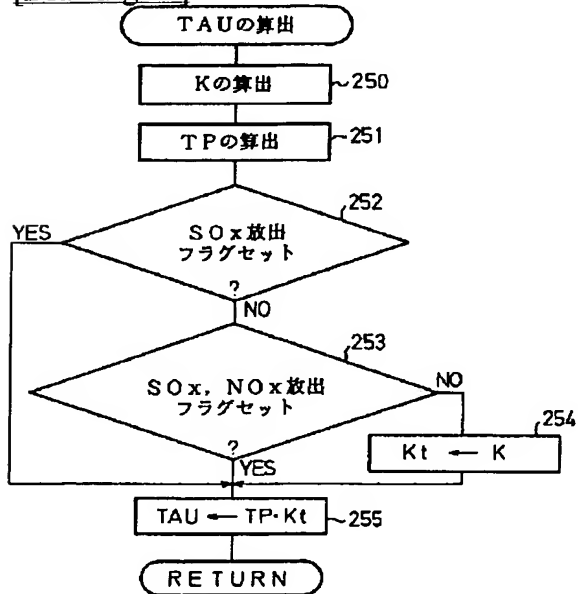 TAUの算出
Kの算出
250
TPの算出
251
252
SOx放出
フラグセット
?
YES
NO
253
SOx, NOx放出
フラグセット
?
NO
YES
254
Kt ← K
TAU ← TP・Kt
255
RETURN